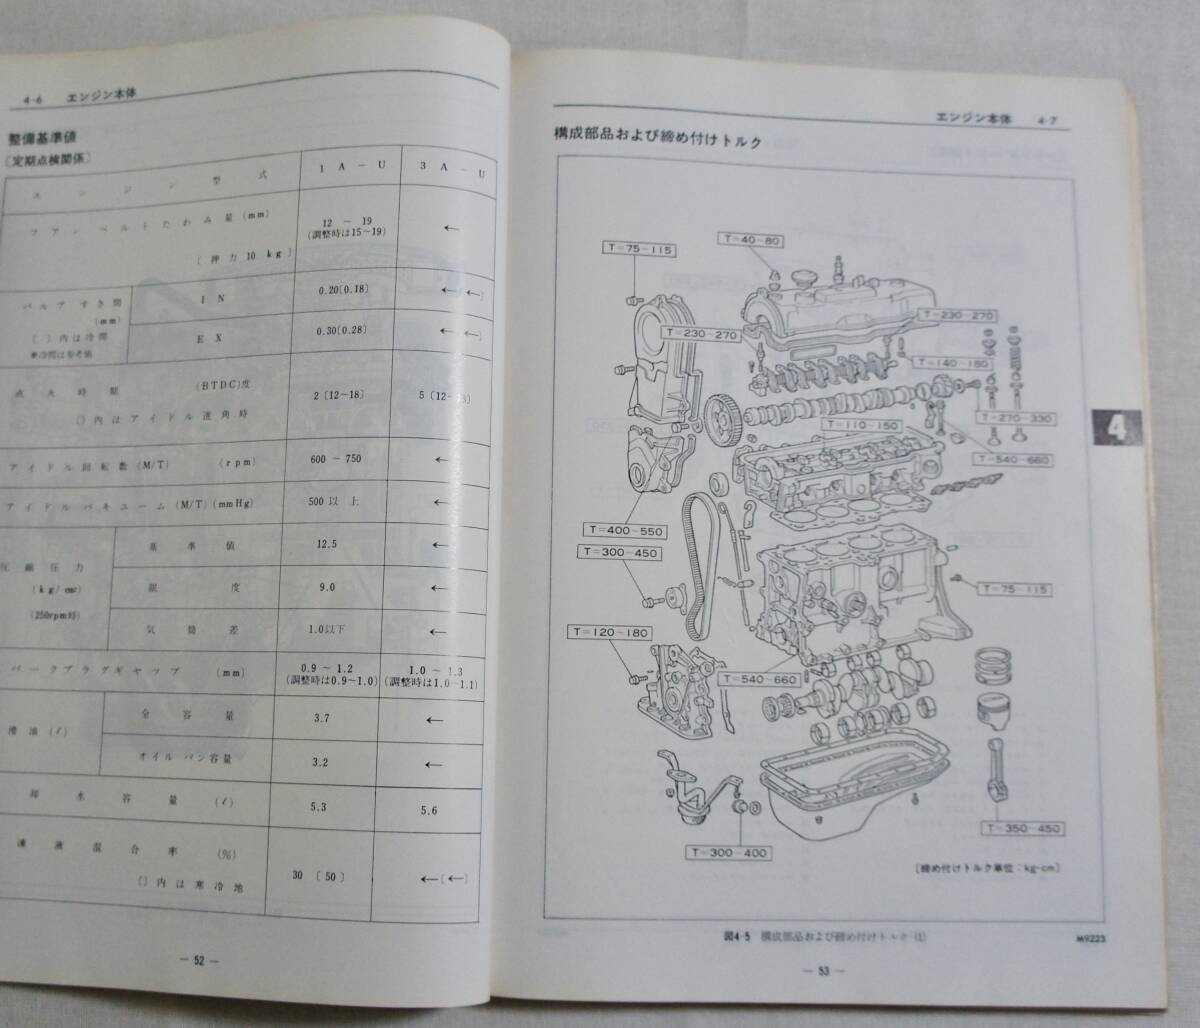 4-6 エンジン本体
整備基準値
〔定期点検関係〕
エンジン型式 1A-U 3A-U
フアンベルトたわみ量(mm) 12 ~ 19 ←
(調整時は15~19)
〔押力10kg〕
バルブすき間 IN 0.20〔0.18〕 ←〔←〕
(mm)
〔 〕内は冷間 EX 0.30〔0.28〕 ←〔←〕
※冷間は参考値
点火時期 (BTDC)度 2〔12~18〕 5〔12~18〕
〔〕内はアイドル進角時
アイドル回転数(M/T) (rpm) 600 ~ 750 ←
アイドルバキューム(M/T)(mmHg) 500以上 ←
圧縮圧力 基準値 12.5 ←
(kg/cm²) 限度 9.0 ←
(250rpm時) 気筒差 1.0以下 ←
パークプラグギャップ (mm) 0.9 ~ 1.2 1.0 ~ 1.3
(調整時は0.9~1.0) (調整時は1.0~1.1)
滑油(ℓ) 全容量 3.7 ←
オイルパン容量 3.2 ←
却水容量 (ℓ) 5.3 5.6
凍液混合率 (%) 30〔50〕 ←〔←〕
〔〕内は寒冷地
— 52 —
エンジン本体 4-7
構成部品および締め付けトルク
T=40-80
T=75-115
T=230-270
T=230-270
T=140-180
T=270-330
T=110-150
T=540-660
T=400-550
T=300-450
T=75-115
T=120-180
T=540-660
T=350-450
T=300-400
〔締め付けトルク単位:kg-cm〕
図4-5 構成部品および締め付けトルク(1)
M9223
— 53 —
4